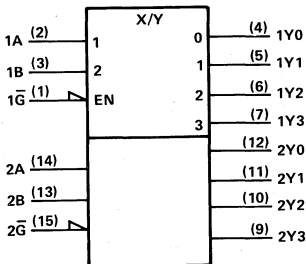 X/Y
1A (2) 1 0 (4) 1Y0
1B (3) 2 1 (5) 1Y1
1G̅ (1) EN 2 (6) 1Y2
3 (7) 1Y3
(12) 2Y0
2A (14) (11) 2Y1
2B (13) (10) 2Y2
2G̅ (15) (9) 2Y3